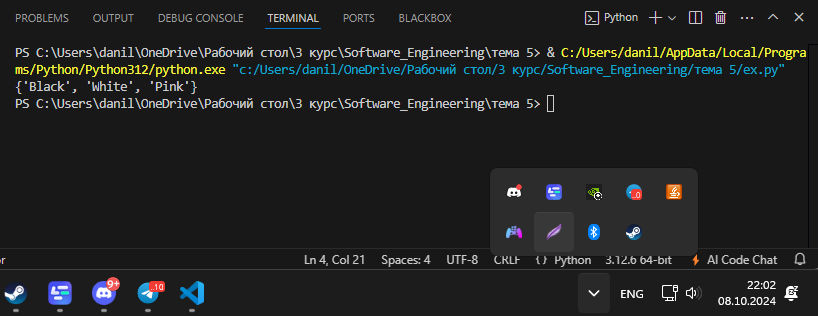 PROBLEMS OUTPUT DEBUG CONSOLE TERMINAL PORTS BLACKBOX Python
PS C:\Users\danil\OneDrive\Рабочий стол\3 курс\Software_Engineering\тема 5> & C:/Users/danil/AppData/Local/Progra
ms/Python/Python312/python.exe "c:/Users/danil/OneDrive/Рабочий стол/3 курс/Software_Engineering/тема 5/ex.py"
{'Black', 'White', 'Pink'}
PS C:\Users\danil\OneDrive\Рабочий стол\3 курс\Software_Engineering\тема 5>
or Ln 4, Col 21 Spaces: 4 UTF-8 CRLF {} Python 3.12.6 64-bit AI Code Chat
9+ 10 ENG 22:02
08.10.2024